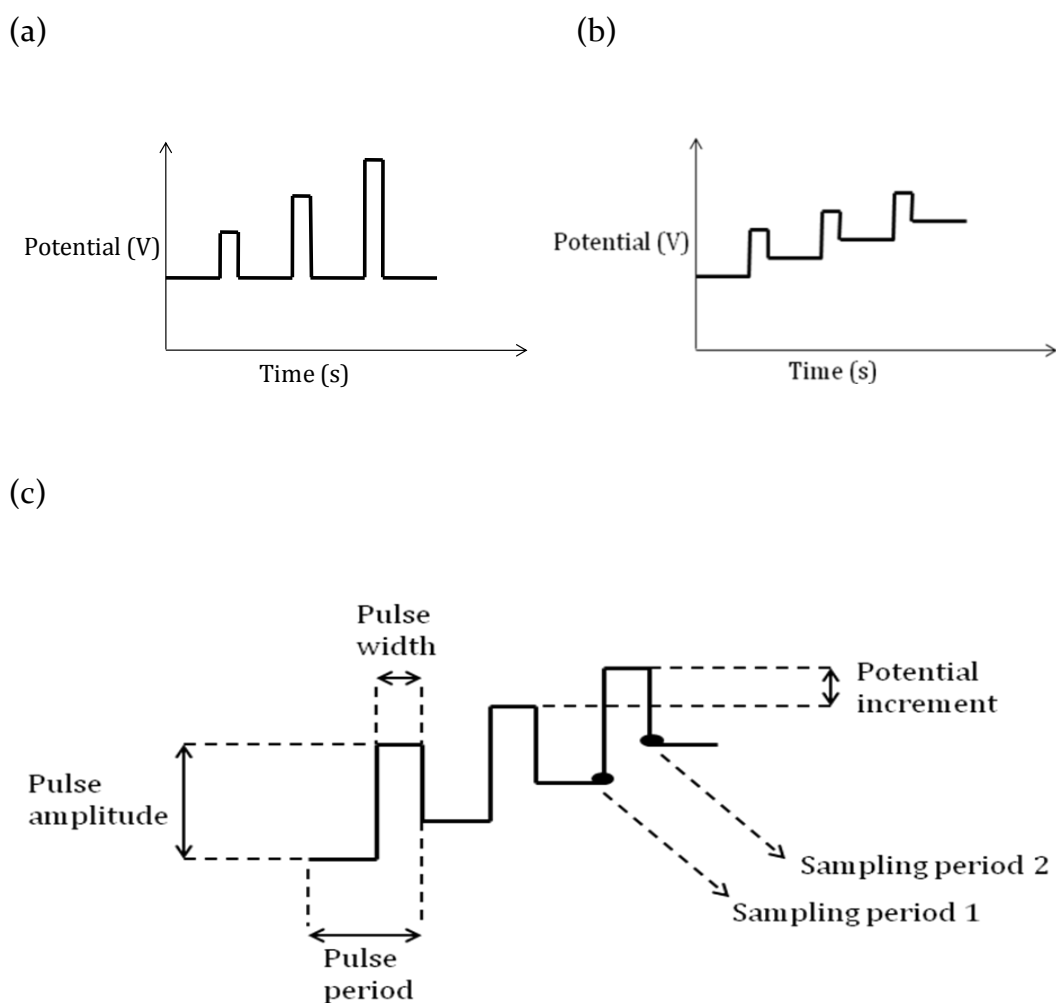 (a)
(b)
Potential (V)
Time (s)
Potential (V)
Time (s)
(c)
Pulse
width
Potential
increment
Pulse
amplitude
Sampling period 2
Sampling period 1
Pulse
period